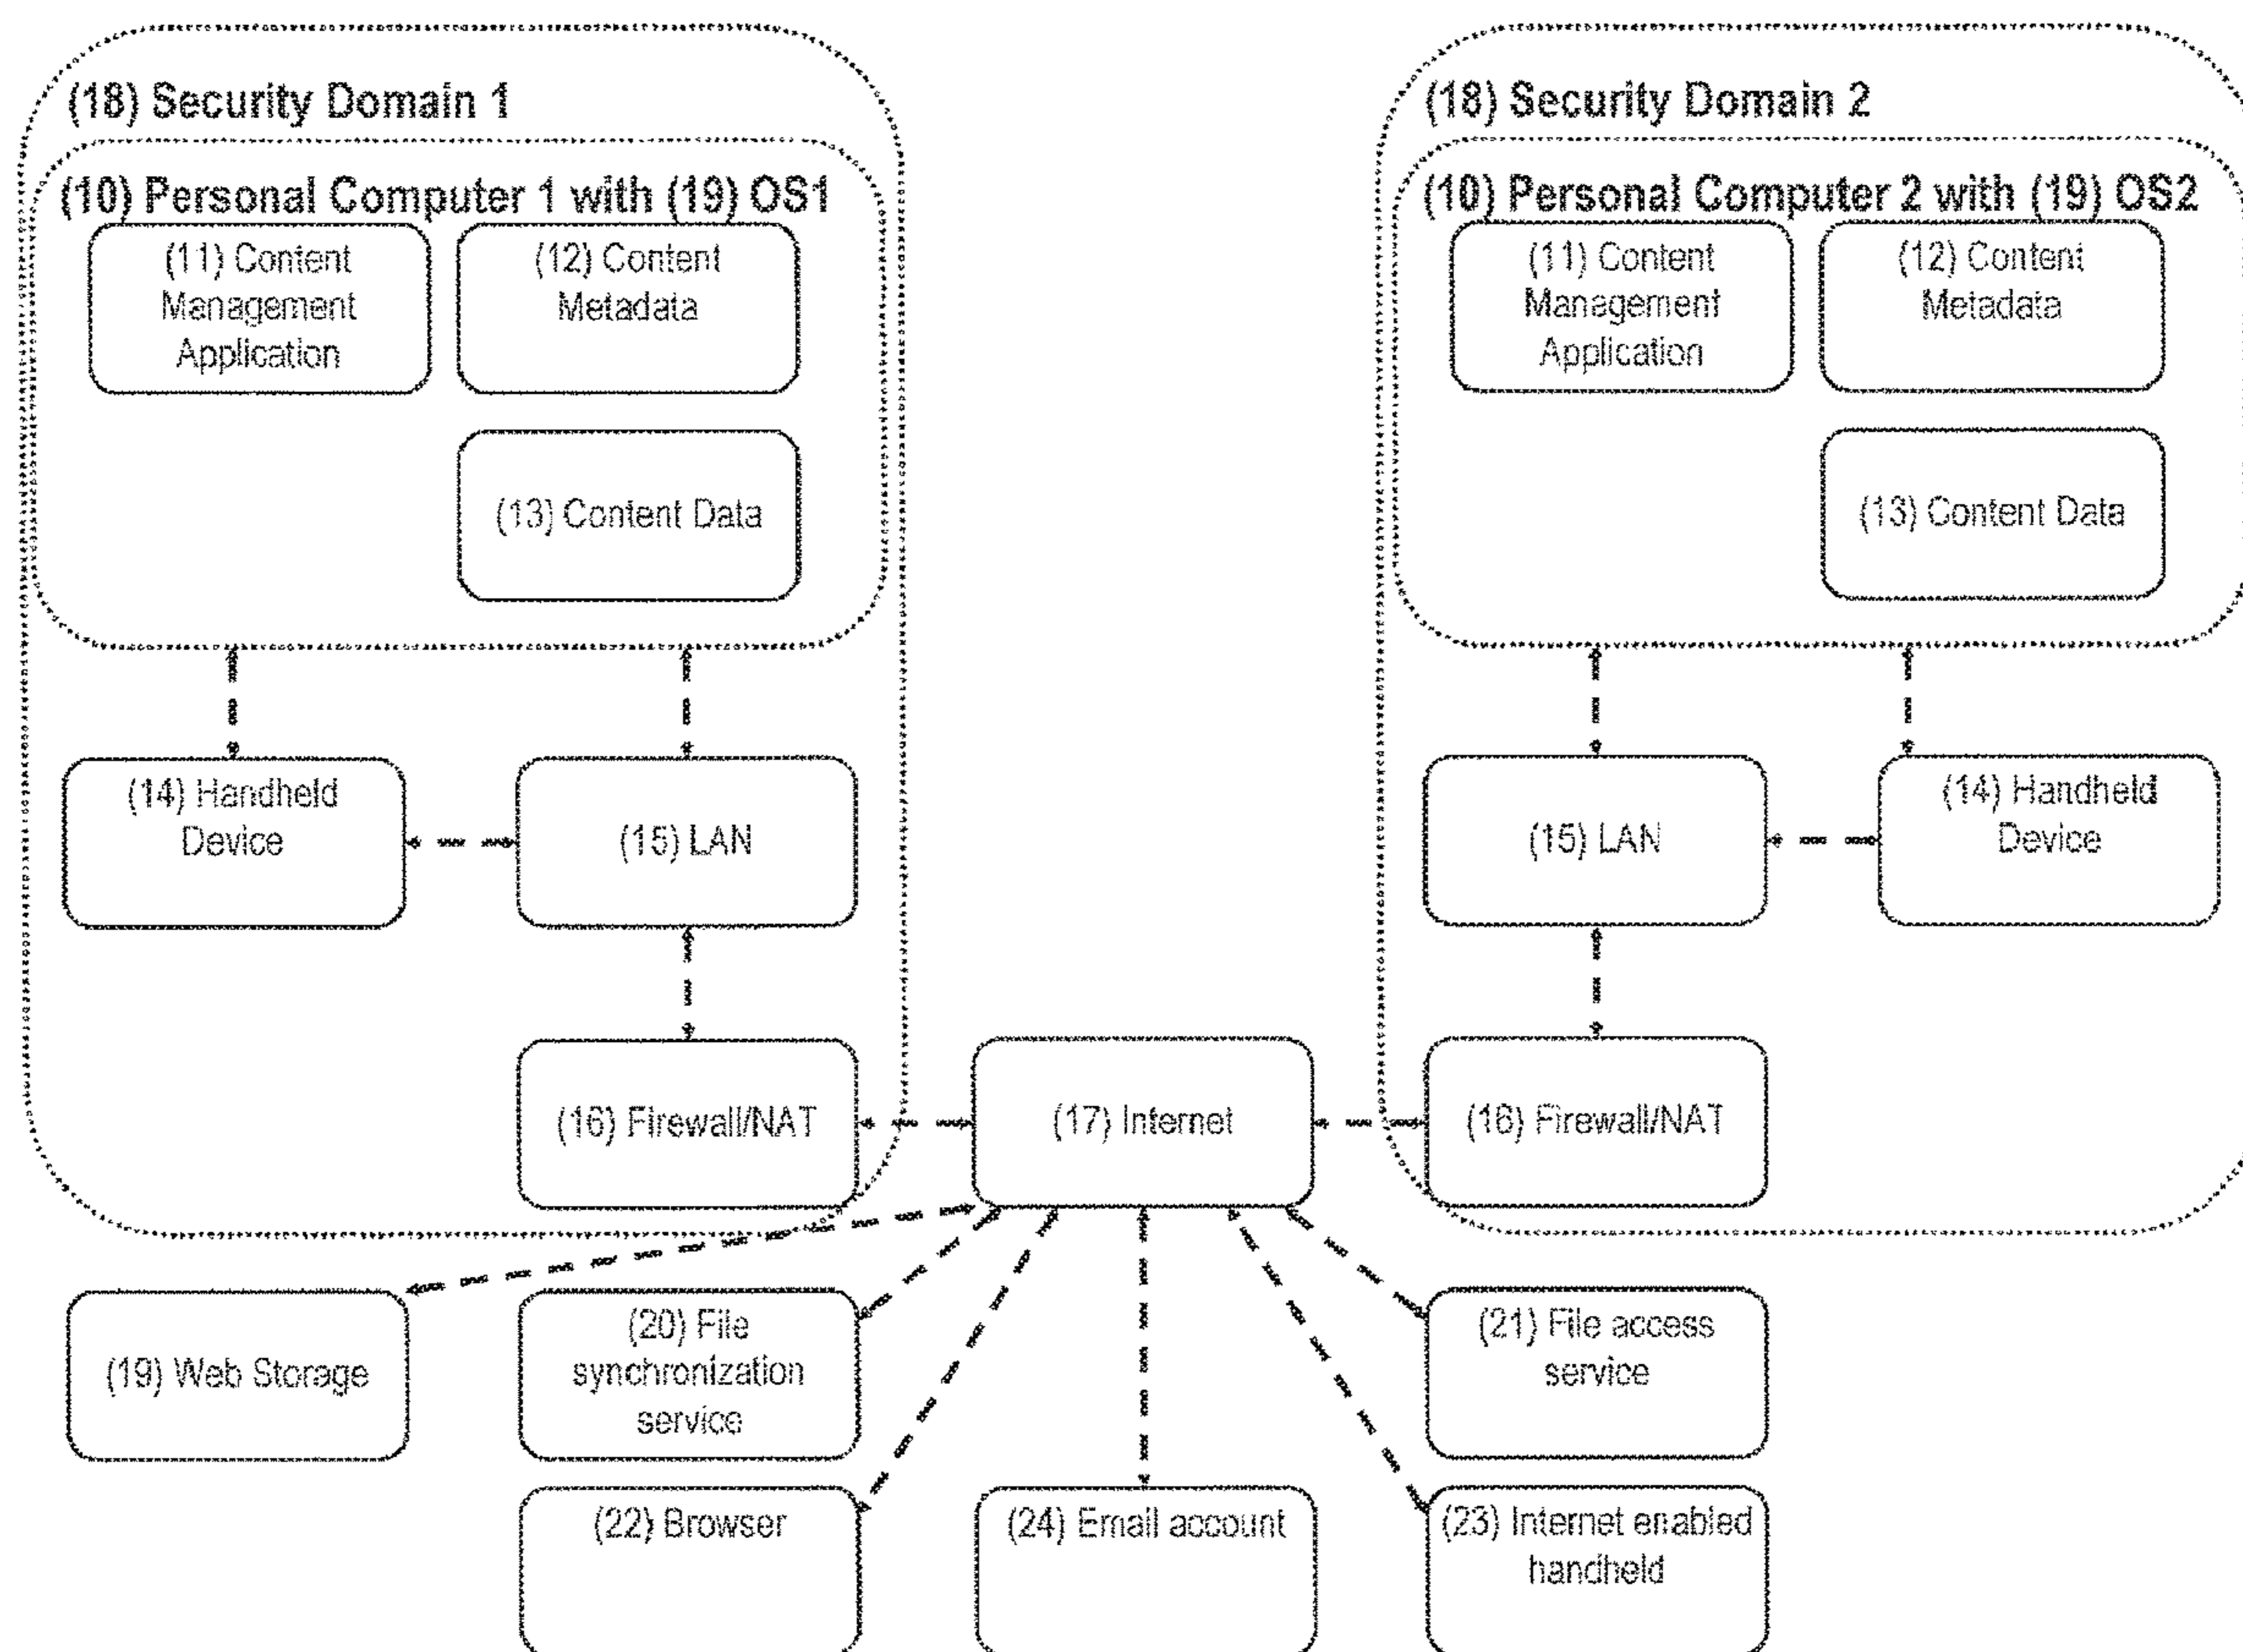 (18) Security Domain 1
(10) Personal Computer 1 with (19) OS1
(11) Content
Management
Application
(12) Content
Metadata
(13) Content Data
(14) Handheld
Device
(15) LAN
(16) Firewall/NAT
(18) Security Domain 2
(10) Personal Computer 2 with (19) OS2
(11) Content
Management
Application
(12) Content
Metadata
(13) Content Data
(15) LAN
(14) Handheld
Device
(16) Firewall/NAT
(17) Internet
(19) Web Storage
(20) File
synchronization
service
(21) File access
service
(22) Browser
(24) Email account
(23) Internet enabled
handheld